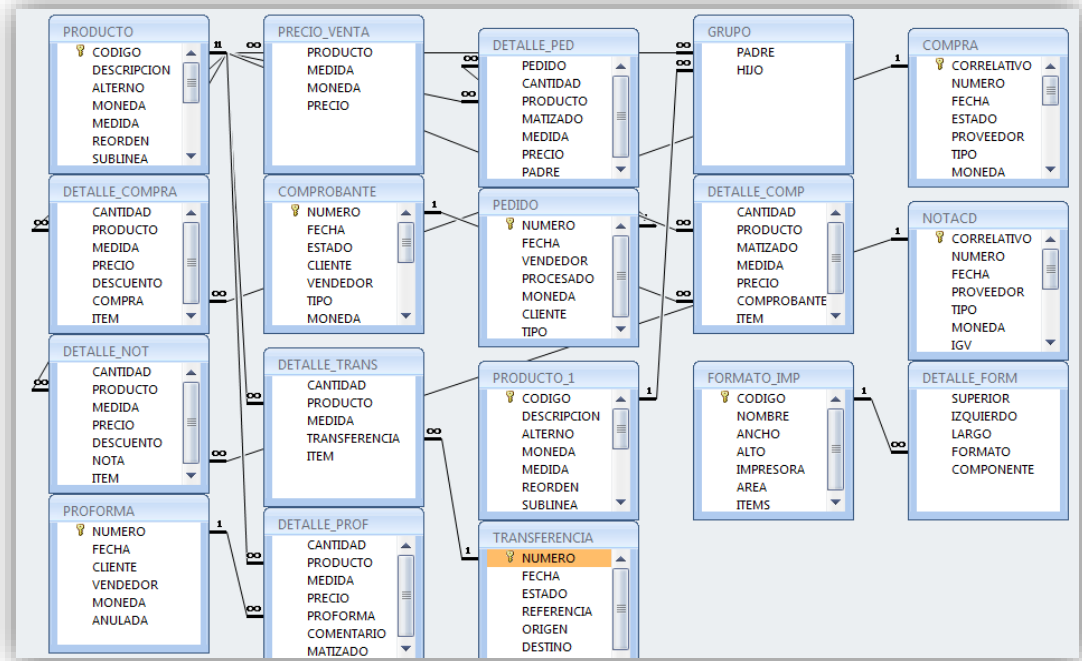 PRODUCTO
CODIGO
DESCRIPCION
ALTERNO
MONEDA
MEDIDA
REORDEN
SUBLINEA
PRECIO_VENTA
PRODUCTO
MEDIDA
MONEDA
PRECIO
DETALLE_PED
PEDIDO
CANTIDAD
PRODUCTO
MATIZADO
MEDIDA
PRECIO
PADRE
GRUPO
PADRE
HIJO
COMPRA
CORRELATIVO
NUMERO
FECHA
ESTADO
PROVEEDOR
TIPO
MONEDA
DETALLE_COMPRA
CANTIDAD
PRODUCTO
MEDIDA
PRECIO
DESCUENTO
COMPRA
ITEM
COMPROBANTE
NUMERO
FECHA
ESTADO
CLIENTE
VENDEDOR
TIPO
MONEDA
PEDIDO
NUMERO
FECHA
VENDEDOR
PROCESADO
MONEDA
CLIENTE
TIPO
DETALLE_COMP
CANTIDAD
PRODUCTO
MATIZADO
MEDIDA
PRECIO
COMPROBANTE
ITEM
NOTACD
CORRELATIVO
NUMERO
FECHA
PROVEEDOR
TIPO
MONEDA
IGV
DETALLE_NOT
CANTIDAD
PRODUCTO
MEDIDA
PRECIO
DESCUENTO
NOTA
ITEM
DETALLE_TRANS
CANTIDAD
PRODUCTO
MEDIDA
TRANSFERENCIA
ITEM
PRODUCTO_1
CODIGO
DESCRIPCION
ALTERNO
MONEDA
MEDIDA
REORDEN
SUBLINEA
FORMATO_IMP
CODIGO
NOMBRE
ANCHO
ALTO
IMPRESORA
AREA
ITEMS
DETALLE_FORM
SUPERIOR
IZQUIERDO
LARGO
FORMATO
COMPONENTE
PROFORMA
NUMERO
FECHA
CLIENTE
VENDEDOR
MONEDA
ANULADA
DETALLE_PROF
CANTIDAD
PRODUCTO
MEDIDA
PRECIO
PROFORMA
COMENTARIO
MATIZADO
TRANSFERENCIA
NUMERO
FECHA
ESTADO
REFERENCIA
ORIGEN
DESTINO